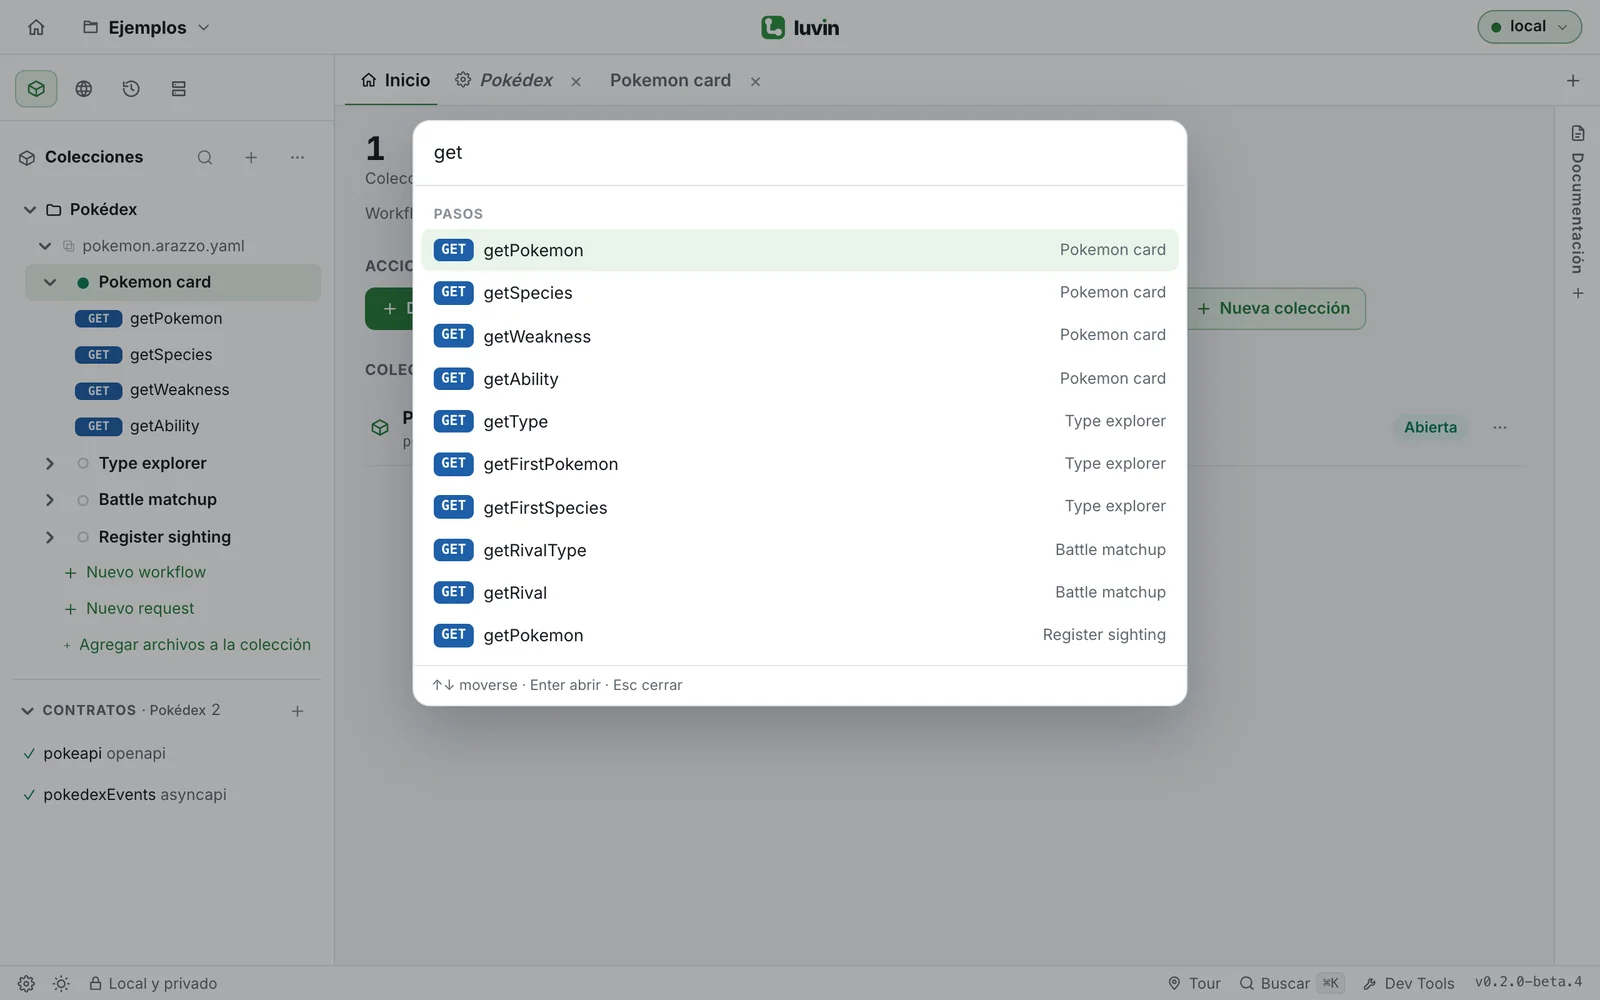 Ejemplos
luvin
local
Inicio
Pokédex
Pokemon card
Colecciones
Pokédex
pokemon.arazzo.yaml
Pokemon card
GET getPokemon
GET getSpecies
GET getWeakness
GET getAbility
Type explorer
Battle matchup
Register sighting
+ Nuevo workflow
+ Nuevo request
+ Agregar archivos a la colección
CONTRATOS · Pokédex 2
pokeapi openapi
pokedexEvents asyncapi
1
+ Nueva colección
Abierta
get
PASOS
GET getPokemon Pokemon card
GET getSpecies Pokemon card
GET getWeakness Pokemon card
GET getAbility Pokemon card
GET getType Type explorer
GET getFirstPokemon Type explorer
GET getFirstSpecies Type explorer
GET getRivalType Battle matchup
GET getRival Battle matchup
GET getPokemon Register sighting
↑↓ moverse · Enter abrir · Esc cerrar
Documentación
Local y privado
Tour
Buscar ⌘K
Dev Tools
v0.2.0-beta.4